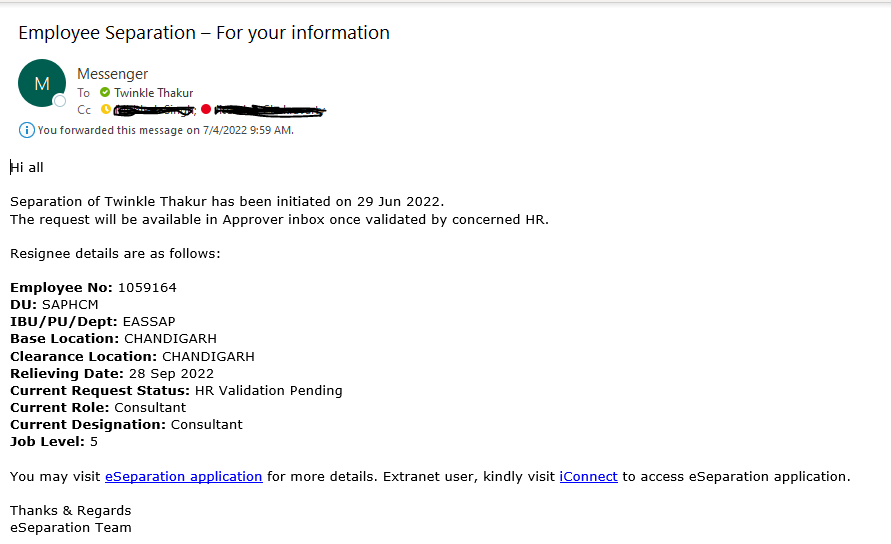 Employee Separation – For your information
M
Messenger
To Twinkle Thakur
Cc
You forwarded this message on 7/4/2022 9:59 AM.
Hi all
Separation of Twinkle Thakur has been initiated on 29 Jun 2022.
The request will be available in Approver inbox once validated by concerned HR.
Resignee details are as follows:
Employee No: 1059164
DU: SAPHCM
IBU/PU/Dept: EASSAP
Base Location: CHANDIGARH
Clearance Location: CHANDIGARH
Relieving Date: 28 Sep 2022
Current Request Status: HR Validation Pending
Current Role: Consultant
Current Designation: Consultant
Job Level: 5
You may visit eSeparation application for more details. Extranet user, kindly visit iConnect to access eSeparation application.
Thanks & Regards
eSeparation Team